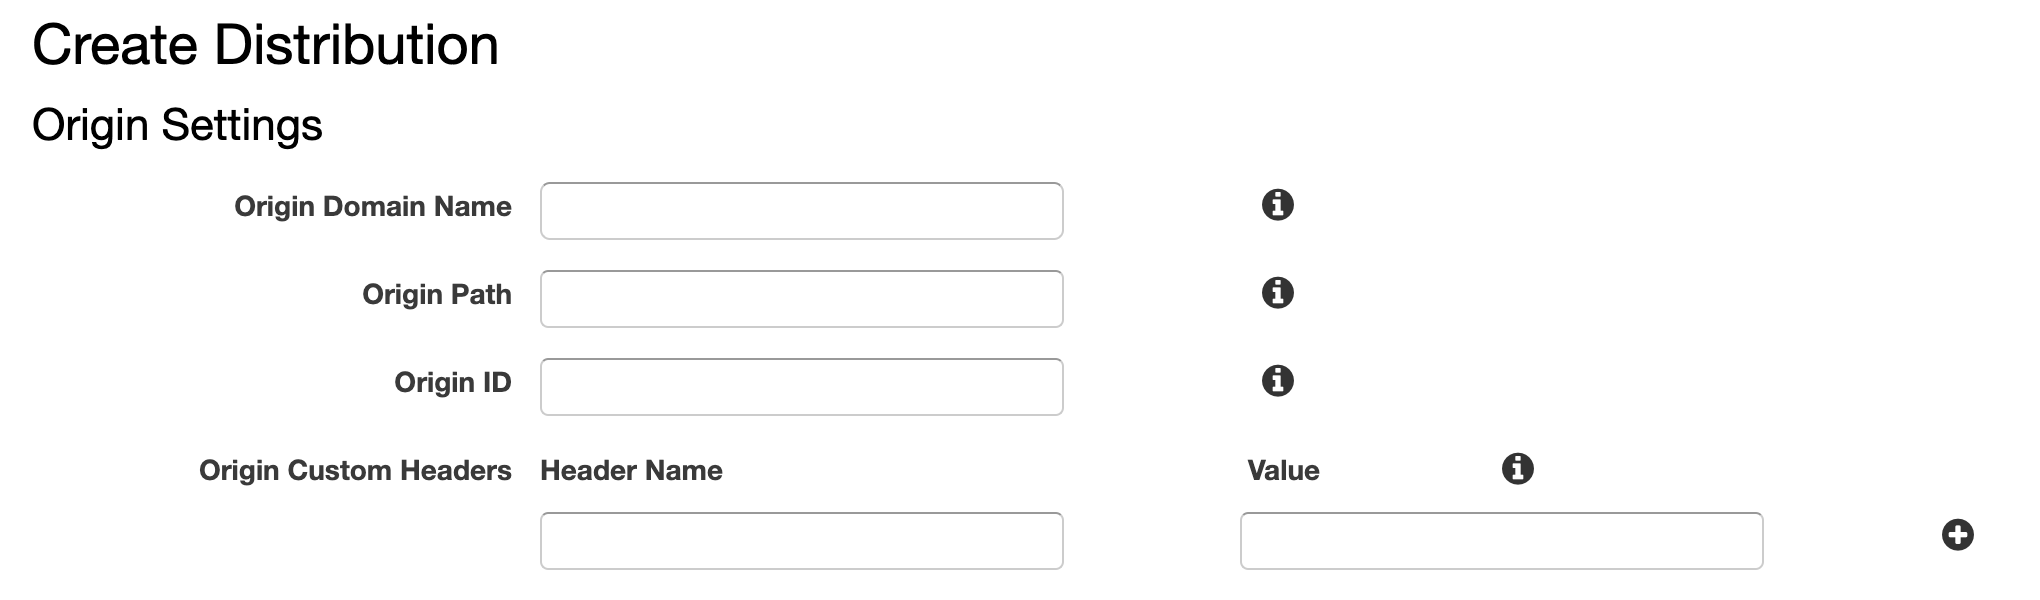 Create Distribution
Origin Settings
Origin Domain Name
Origin Path
Origin ID
Origin Custom Headers Header Name Value